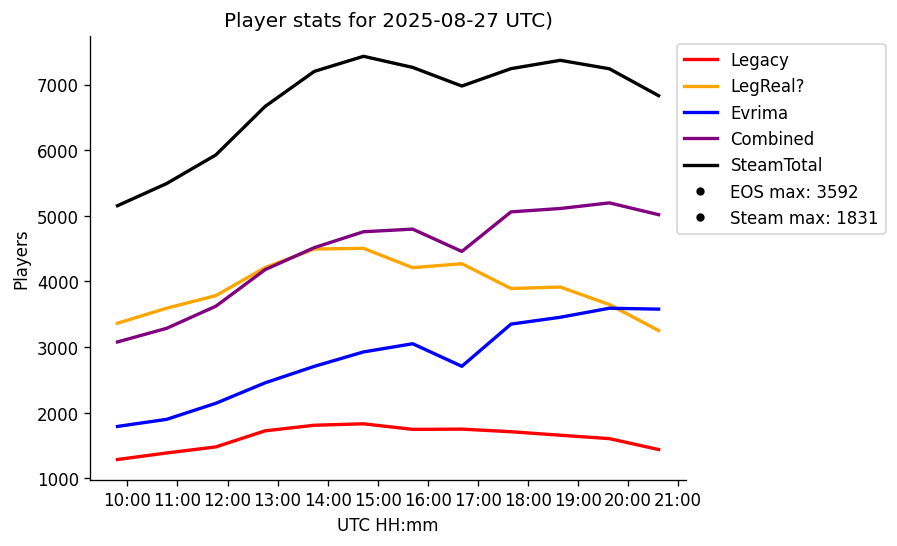 Player stats for 2025-08-27 UTC)
Legacy
LegReal?
Evrima
Combined
SteamTotal
EOS max: 3592
Steam max: 1831
7000
6000
5000
4000
3000
2000
1000
Players
10:00 11:00 12:00 13:00 14:00 15:00 16:00 17:00 18:00 19:00 20:00 21:00
UTC HH:mm